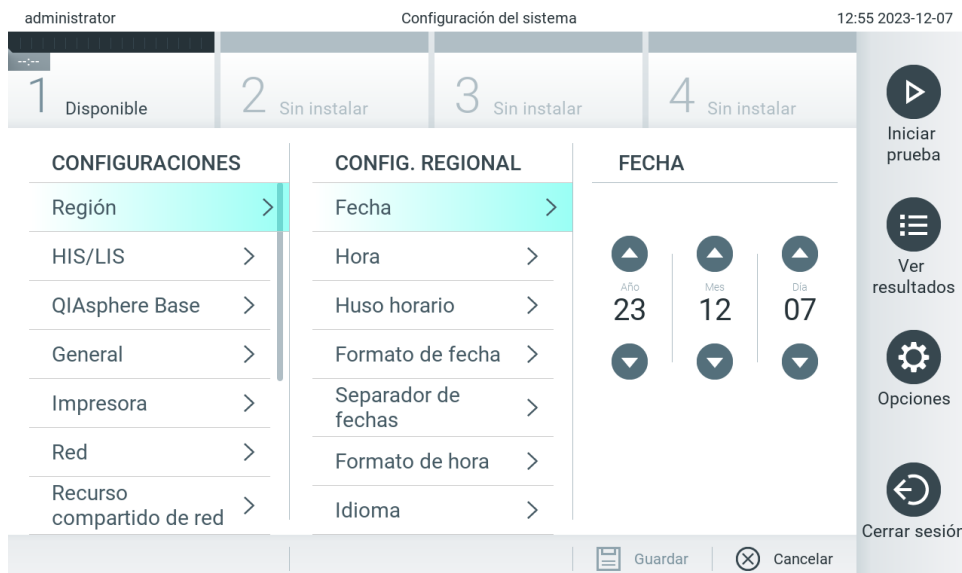 administrator
Configuración del sistema
12:55 2023-12-07
--:--
1 Disponible
2 Sin instalar
3 Sin instalar
4 Sin instalar
CONFIGURACIONES
Región
HIS/LIS
QIAsphere Base
General
Impresora
Red
Recurso
compartido de red
CONFIG. REGIONAL
Fecha
Hora
Huso horario
Formato de fecha
Separador de
fechas
Formato de hora
Idioma
FECHA
Año Mes Día
23 12 07
Guardar
Cancelar
Iniciar
prueba
Ver
resultados
Opciones
Cerrar sesión